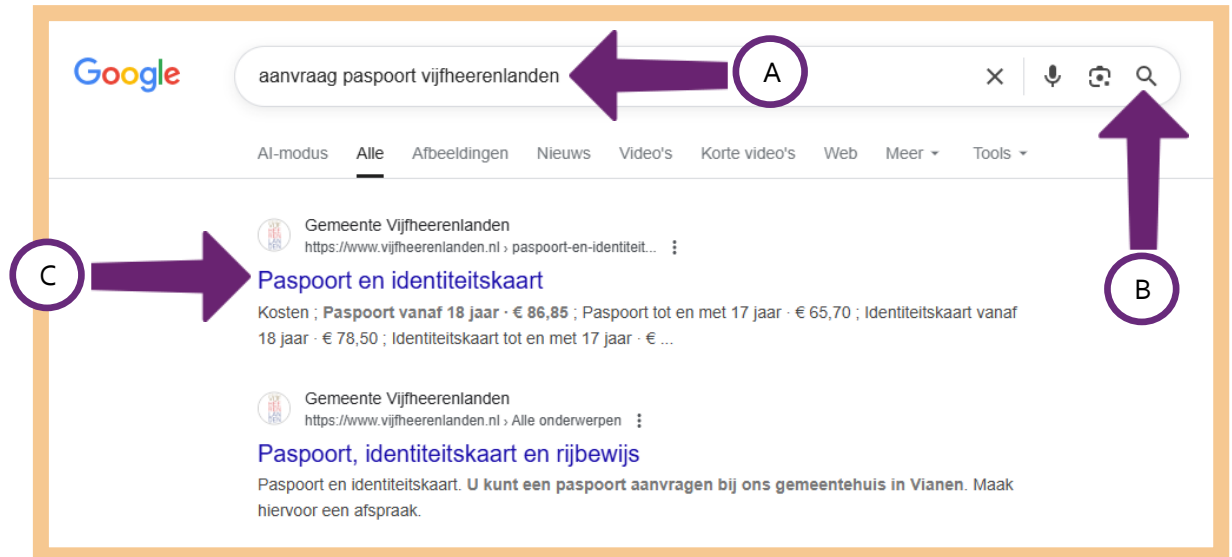 Google
aanvraag paspoort vijfheerenlanden
A
AI-modus Alle Afbeeldingen Nieuws Video's Korte video's Web Meer Tools
Gemeente Vijfheerenlanden
https://www.vijfheerenlanden.nl › paspoort-en-identiteit...
C
Paspoort en identiteitskaart
B
Kosten ; Paspoort vanaf 18 jaar · € 86,85 ; Paspoort tot en met 17 jaar · € 65,70 ; Identiteitskaart vanaf
18 jaar · € 78,50 ; Identiteitskaart tot en met 17 jaar · € ...
Gemeente Vijfheerenlanden
https://www.vijfheerenlanden.nl › Alle onderwerpen
Paspoort, identiteitskaart en rijbewijs
Paspoort en identiteitskaart. U kunt een paspoort aanvragen bij ons gemeentehuis in Vianen. Maak
hiervoor een afspraak.